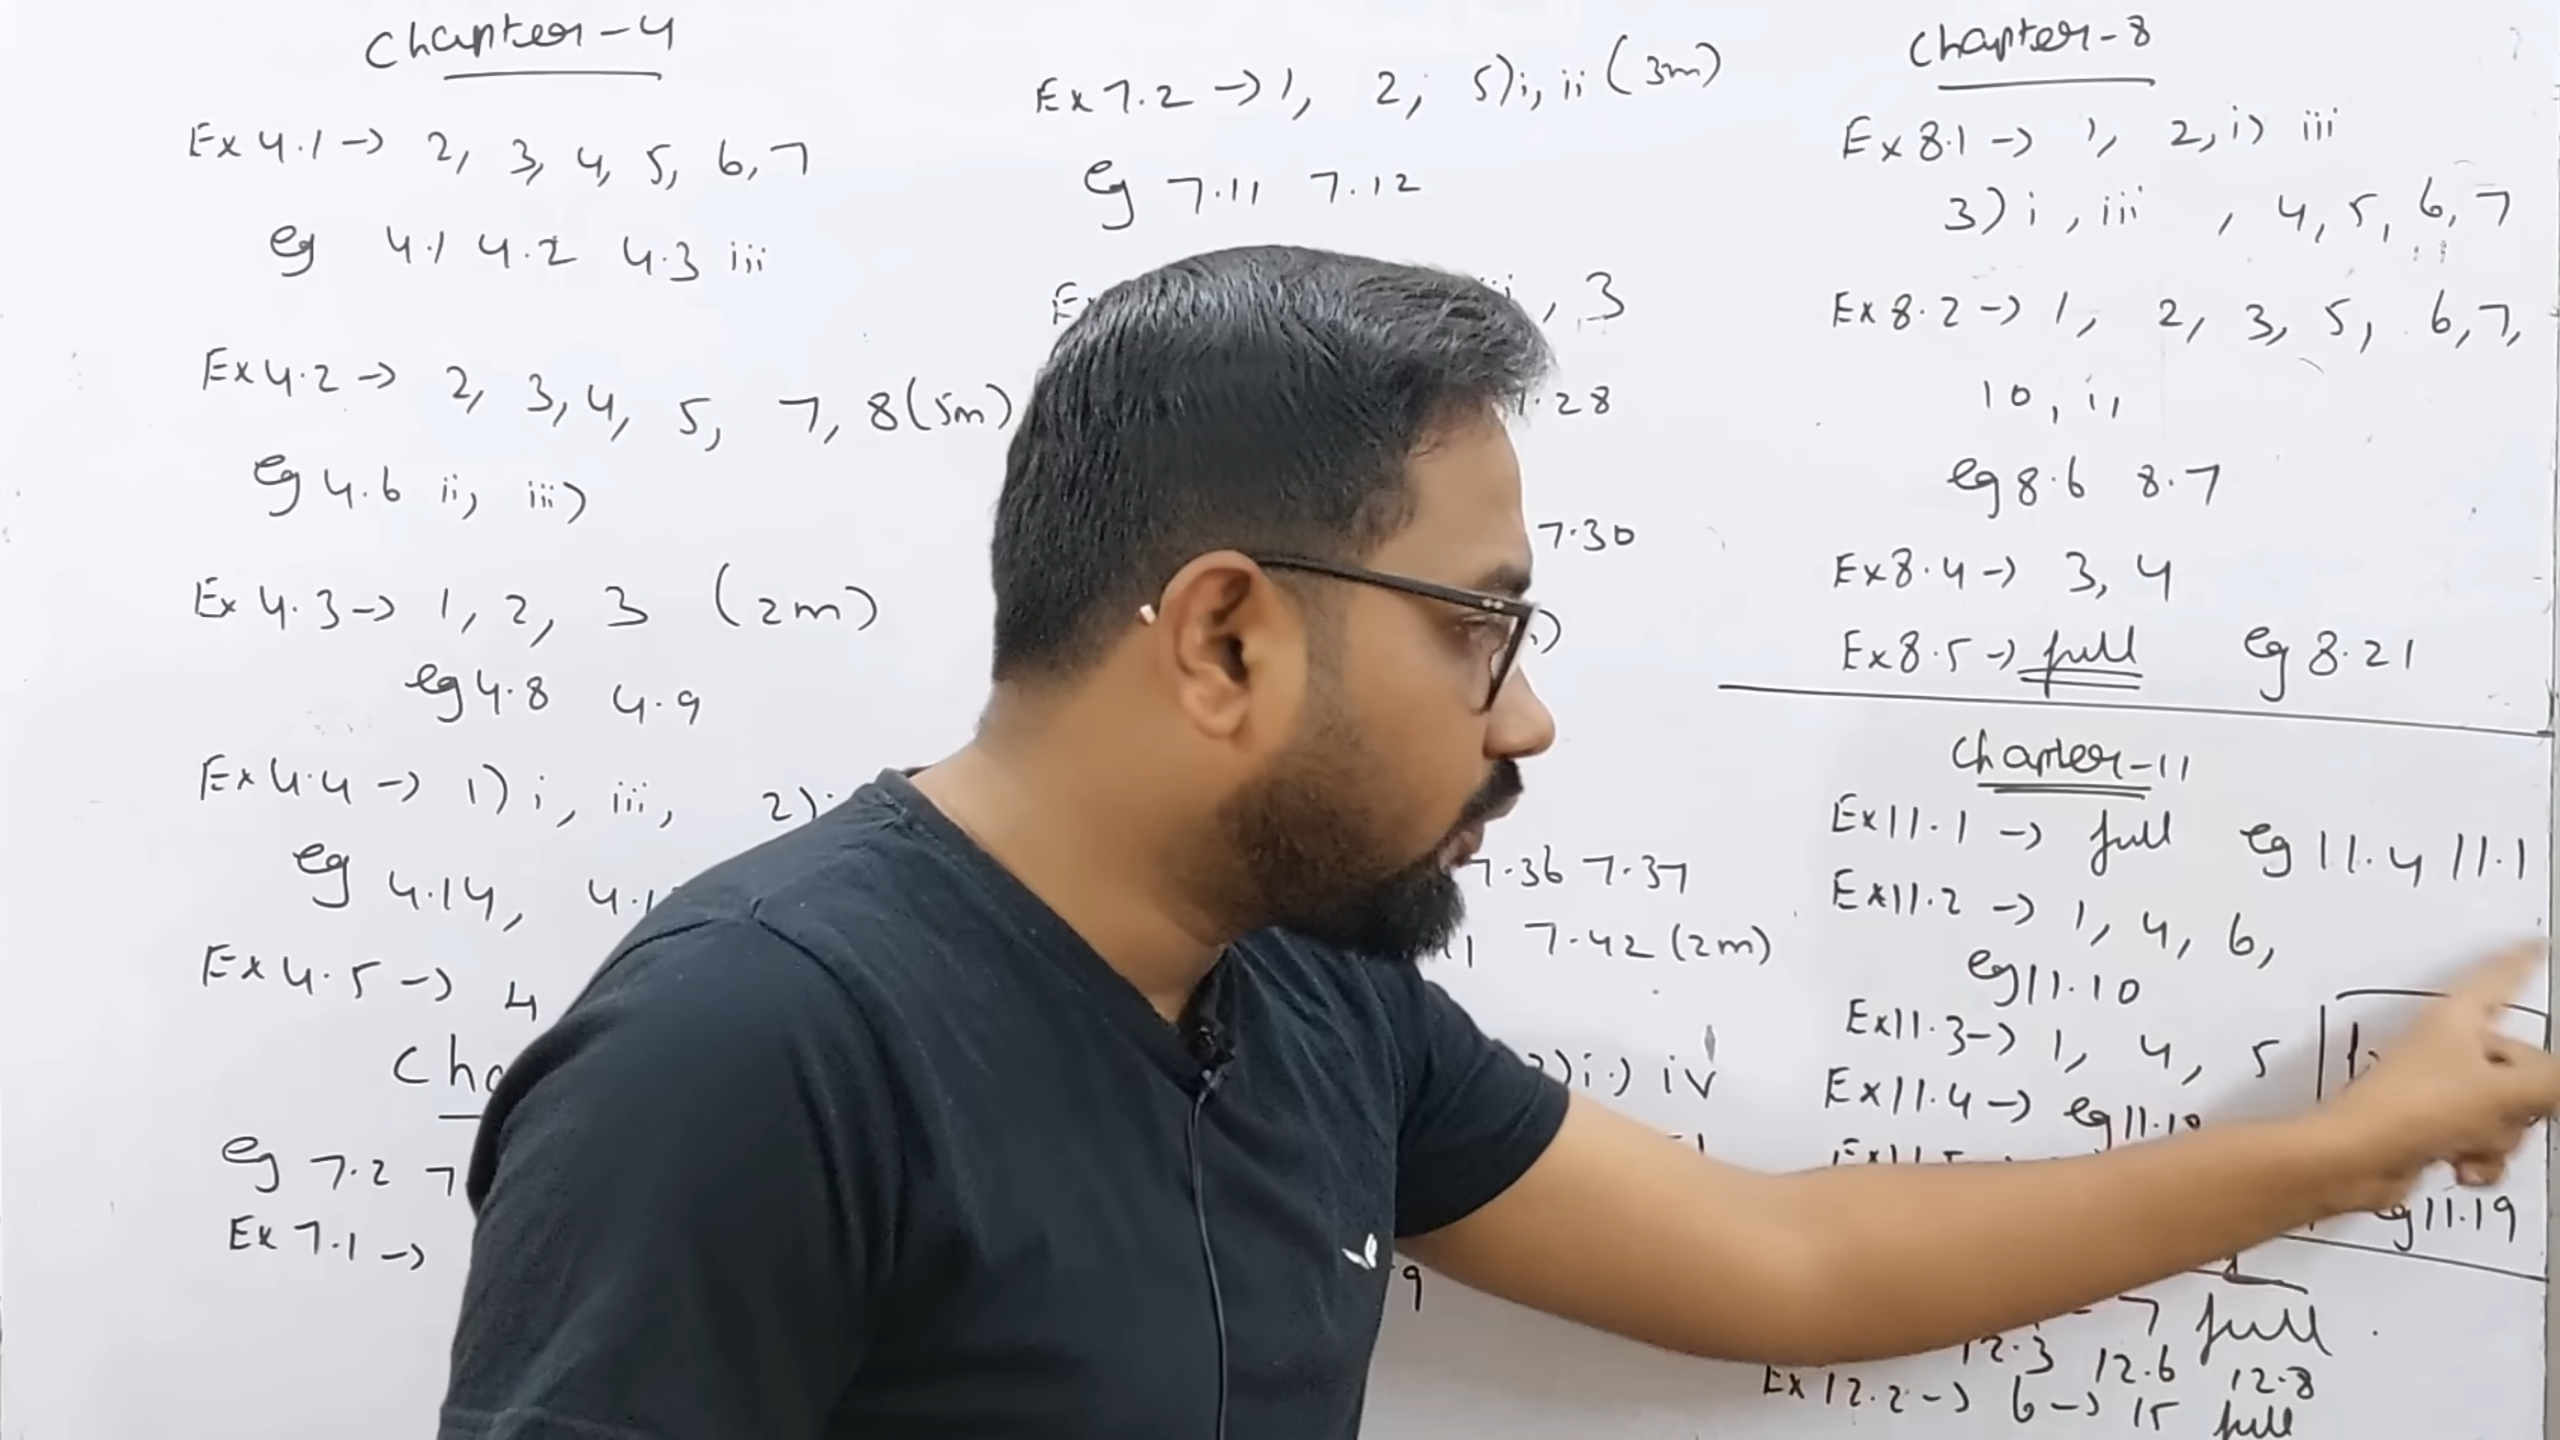 Chapter-4
Ex 4.1 -> 2, 3, 4, 5, 6, 7
eg 4.1 4.2 4.3 iii
Ex 4.2 -> 2, 3, 4, 5, 7, 8 (5m)
eg 4.6 ii, iii)
Ex 4.3 -> 1, 2, 3 (2m)
eg 4.8 4.9
Ex 4.4 -> 1) i, iii, 2)
eg 4.14,
Ex 4.5 -> 4
eg 7.2
Ex 7.1 ->
Ex 7.2 -> 1, 2, 5) i, ii (3m)
eg 7.11 7.12
, 3
7.30
7.36 7.37
7.42 (2m)
i) iv
Chapter-8
Ex 8.1 -> 1, 2, i) iii
3) i, iii, 4, 5, 6, 7
Ex 8.2 -> 1, 2, 3, 5, 6, 7,
10, i,
eg 8.6 8.7
Ex 8.4 -> 3, 4
Ex 8.5 -> full eg 8.21
Chapter-11
Ex 11.1 -> full eg 11.4 11.1
Ex 11.2 -> 1, 4, 6,
eg 11.10
Ex 11.3 -> 1, 4, 5
Ex 11.4 -> eg
eg 11.19
7 full
12.3 12.6 12.8
Ex 12.2 -> 6 -> 15 full